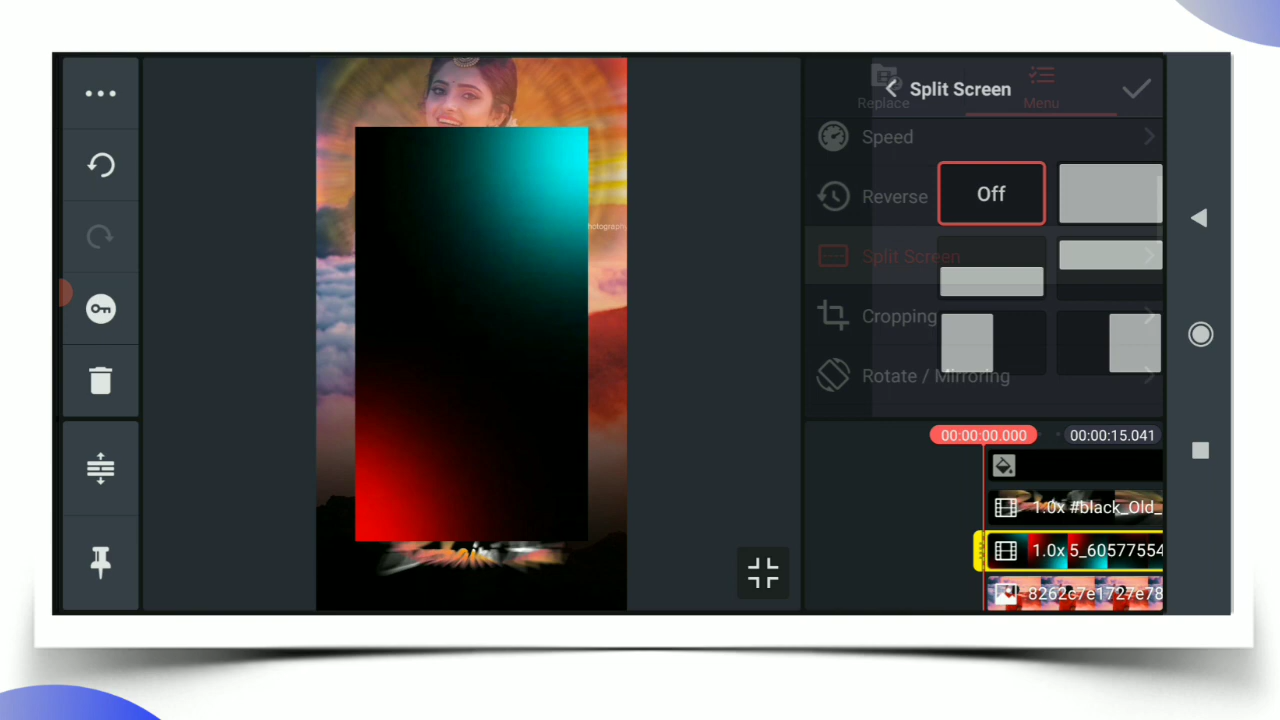 Replace
Split Screen
Menu
Speed
Reverse
Off
Split Screen
Cropping
Rotate / Mirroring
hotograph
00:00:00.000
00:00:15.041
1.0x #black_Old_
1.0x 5_60577554
8262c7e1727e78